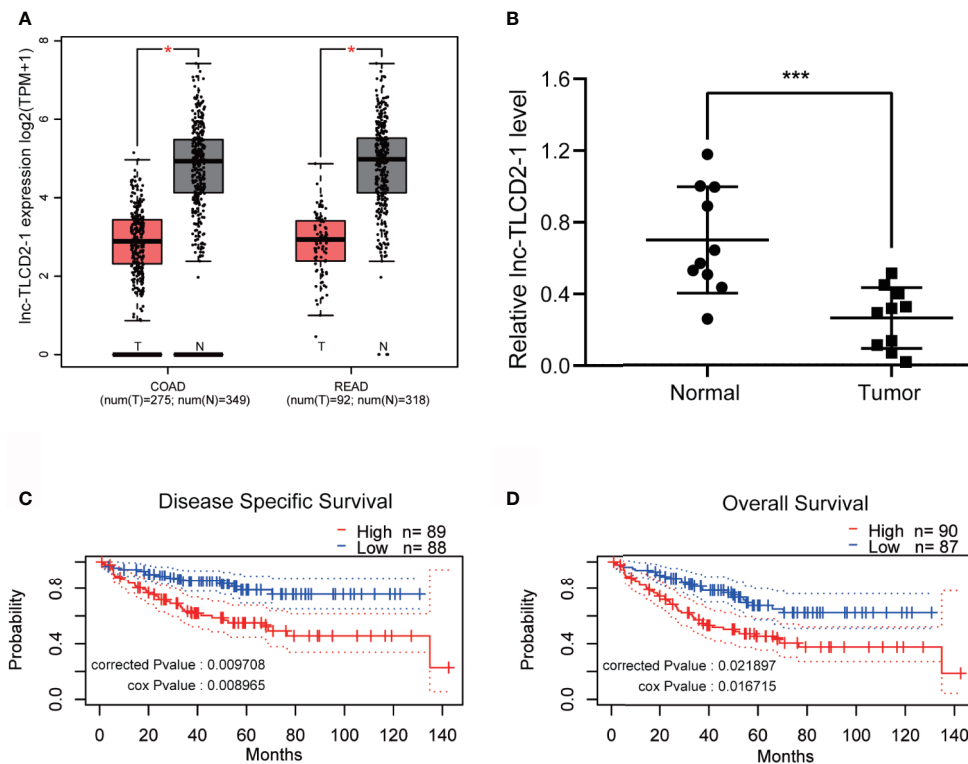 A
lnc-TLCD2-1 expression log2(TPM+1)
8
6
4
2
0
*
*
T
N
T
N
COAD
(num(T)=275; num(N)=349)
READ
(num(T)=92; num(N)=318)
B
Relative lnc-TLCD2-1 level
1.6
1.2
0.8
0.4
0.0
***
Normal
Tumor
C
Disease Specific Survival
High n= 89
Low n= 88
Probability
0.8
0.4
0.0
corrected Pvalue : 0.009708
cox Pvalue : 0.008965
0 20 40 60 80 100 120 140
Months
D
Overall Survival
High n= 90
Low n= 87
Probability
0.8
0.4
0.0
corrected Pvalue : 0.021897
cox Pvalue : 0.016715
0 20 40 60 80 100 120 140
Months